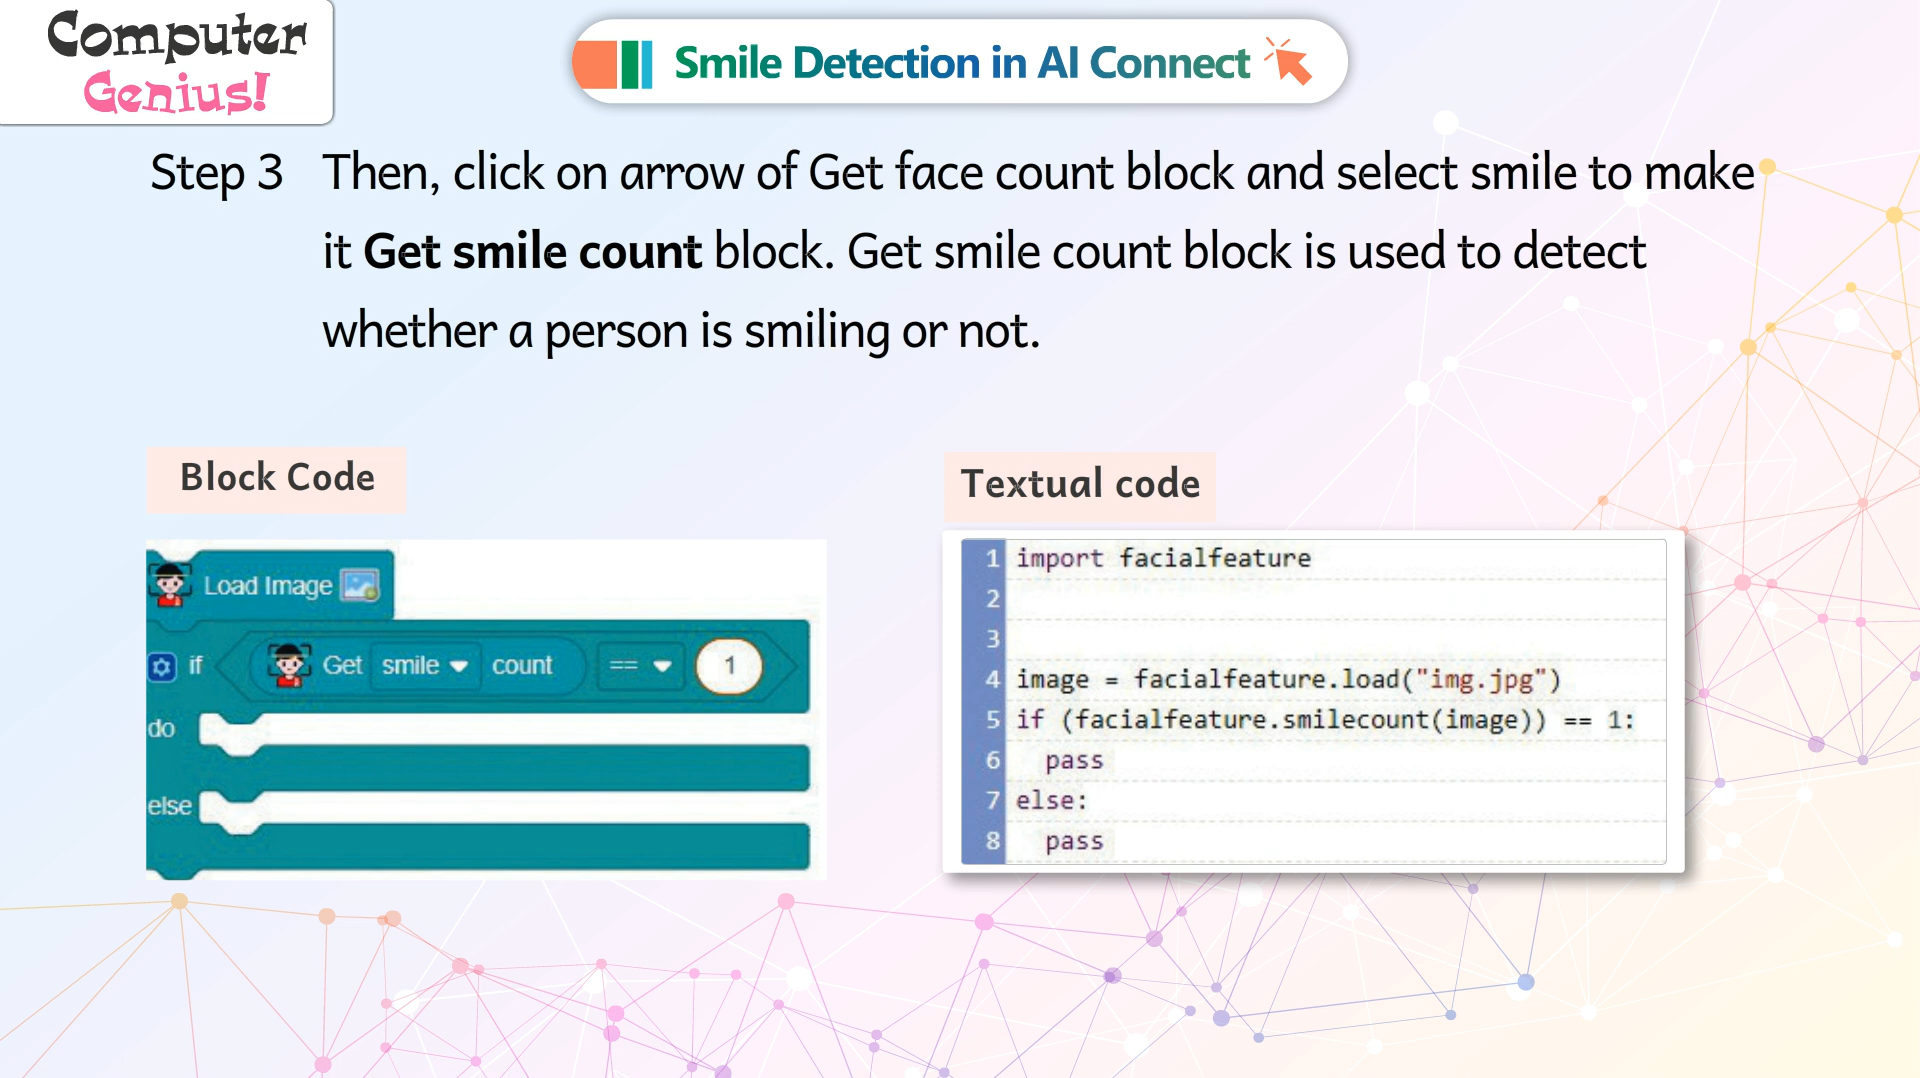 Computer
Genius!
Smile Detection in AI Connect
Step 3 Then, click on arrow of Get face count block and select smile to make
it Get smile count block. Get smile count block is used to detect
whether a person is smiling or not.
Block Code
Load Image
if Get smile count == 1
do
else
Textual code
1 import facialfeature
2
3
4 image = facialfeature.load("img.jpg")
5 if (facialfeature.smilecount(image)) == 1:
6 pass
7 else:
8 pass